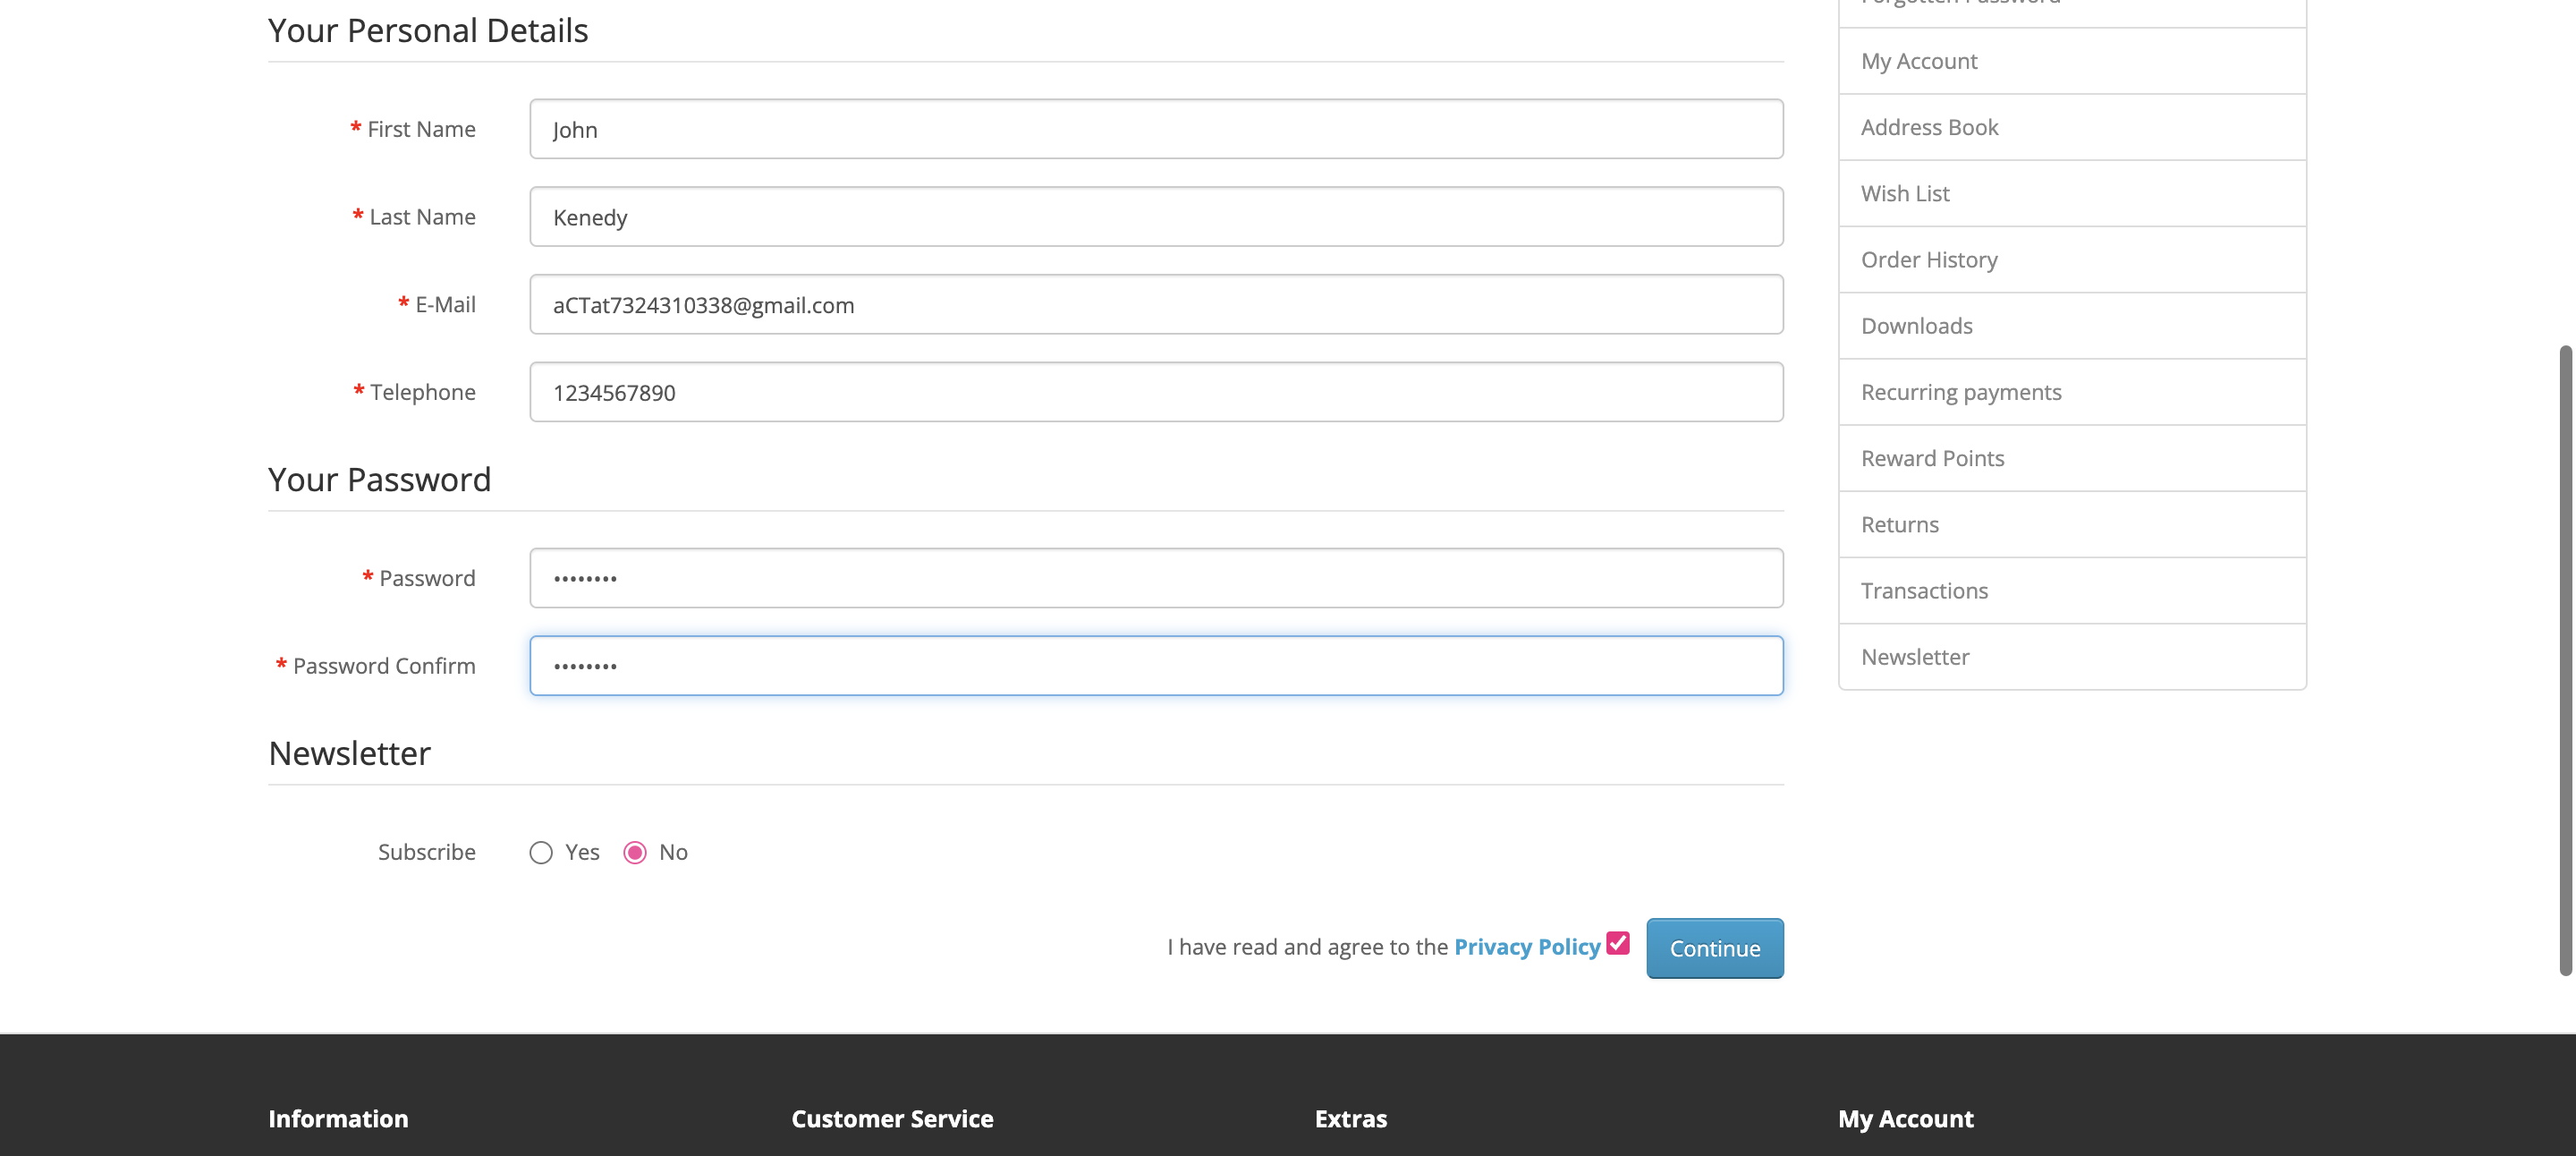 Your Personal Details
* First Name
John
* Last Name
Kenedy
* E-Mail
aCTat7324310338@gmail.com
* Telephone
1234567890
Your Password
* Password
••••••••
* Password Confirm
••••••••
Newsletter
Subscribe
Yes
No
I have read and agree to the Privacy Policy
Continue
Forgotten Password
My Account
Address Book
Wish List
Order History
Downloads
Recurring payments
Reward Points
Returns
Transactions
Newsletter
Information
Customer Service
Extras
My Account